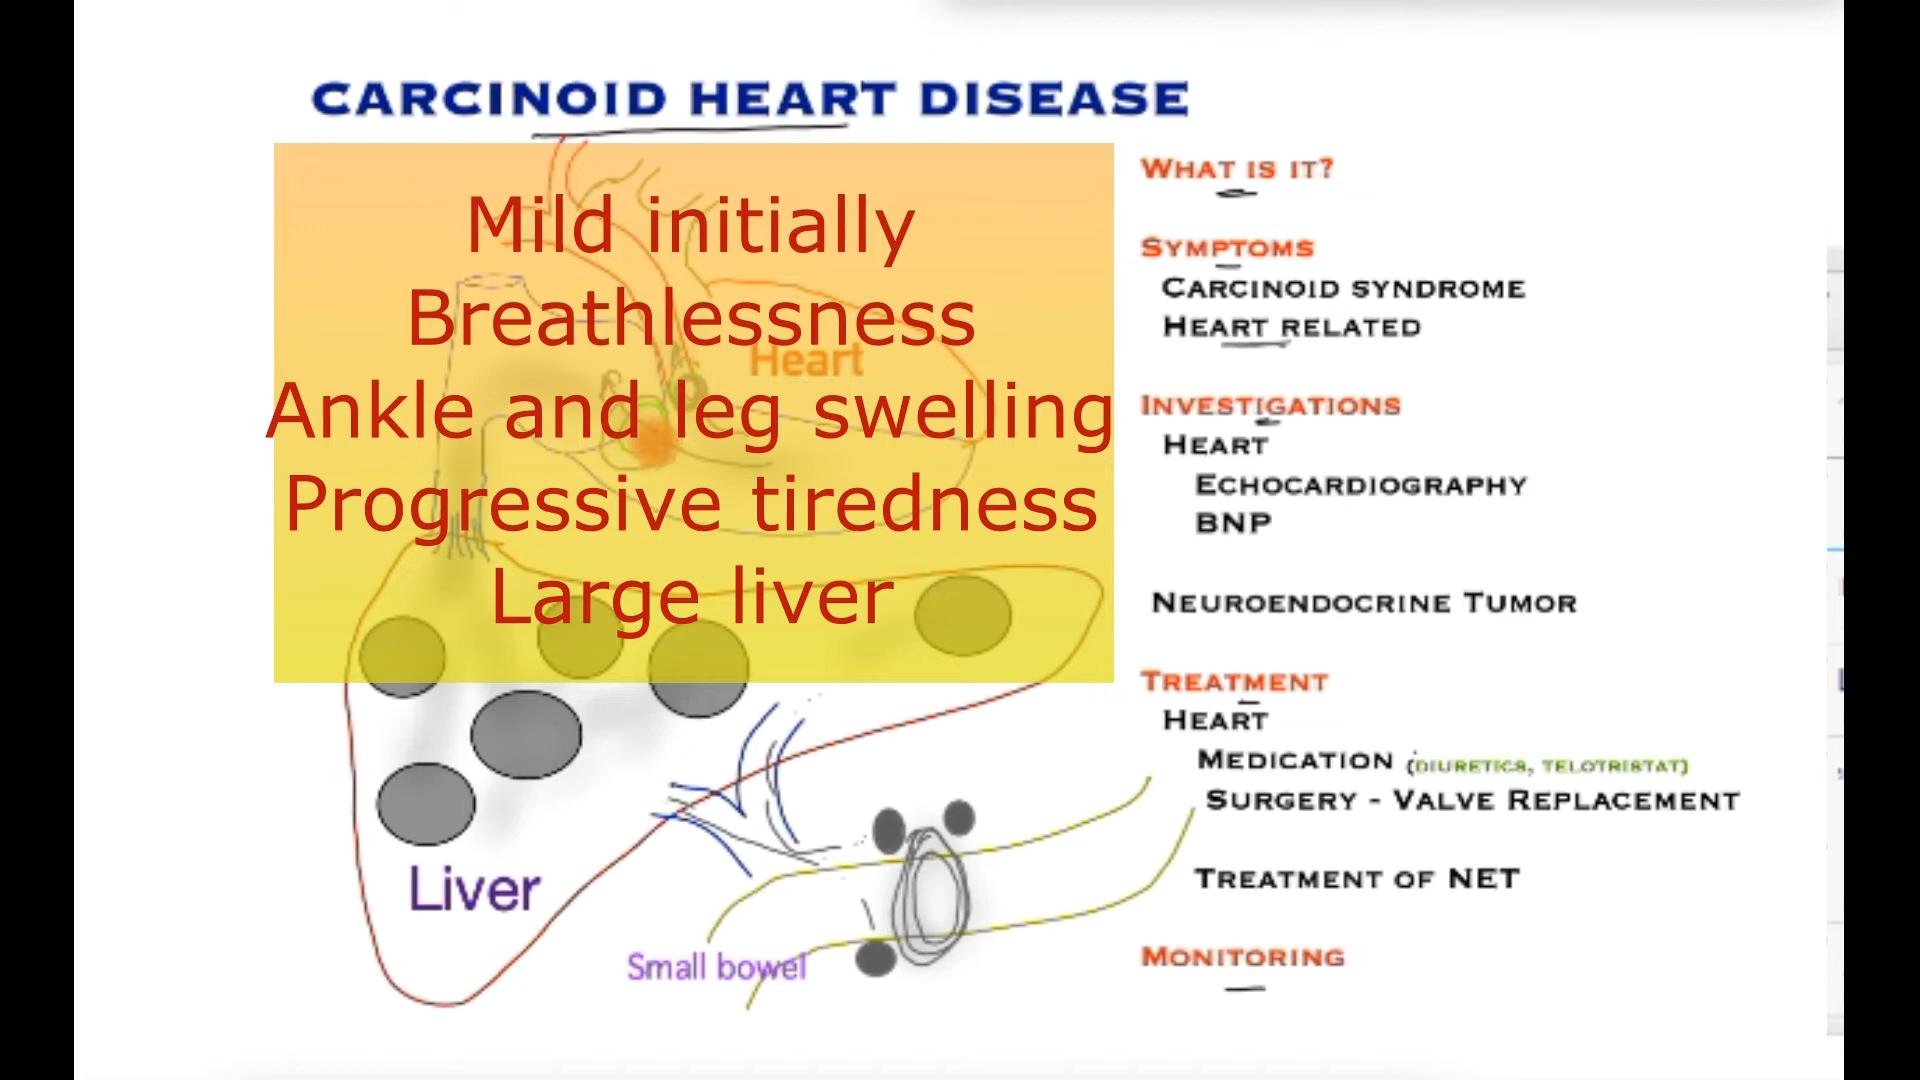 CARCINOID HEART DISEASE
Mild initially
Breathlessness
Heart
Ankle and leg swelling
Progressive tiredness
Large liver
Liver
Small bowel
WHAT IS IT?
SYMPTOMS
CARCINOID SYNDROME
HEART RELATED
INVESTIGATIONS
HEART
ECHOCARDIOGRAPHY
BNP
NEUROENDOCRINE TUMOR
TREATMENT
HEART
MEDICATION (DIURETICS, TELOTRISTAT)
SURGERY - VALVE REPLACEMENT
TREATMENT OF NET
MONITORING